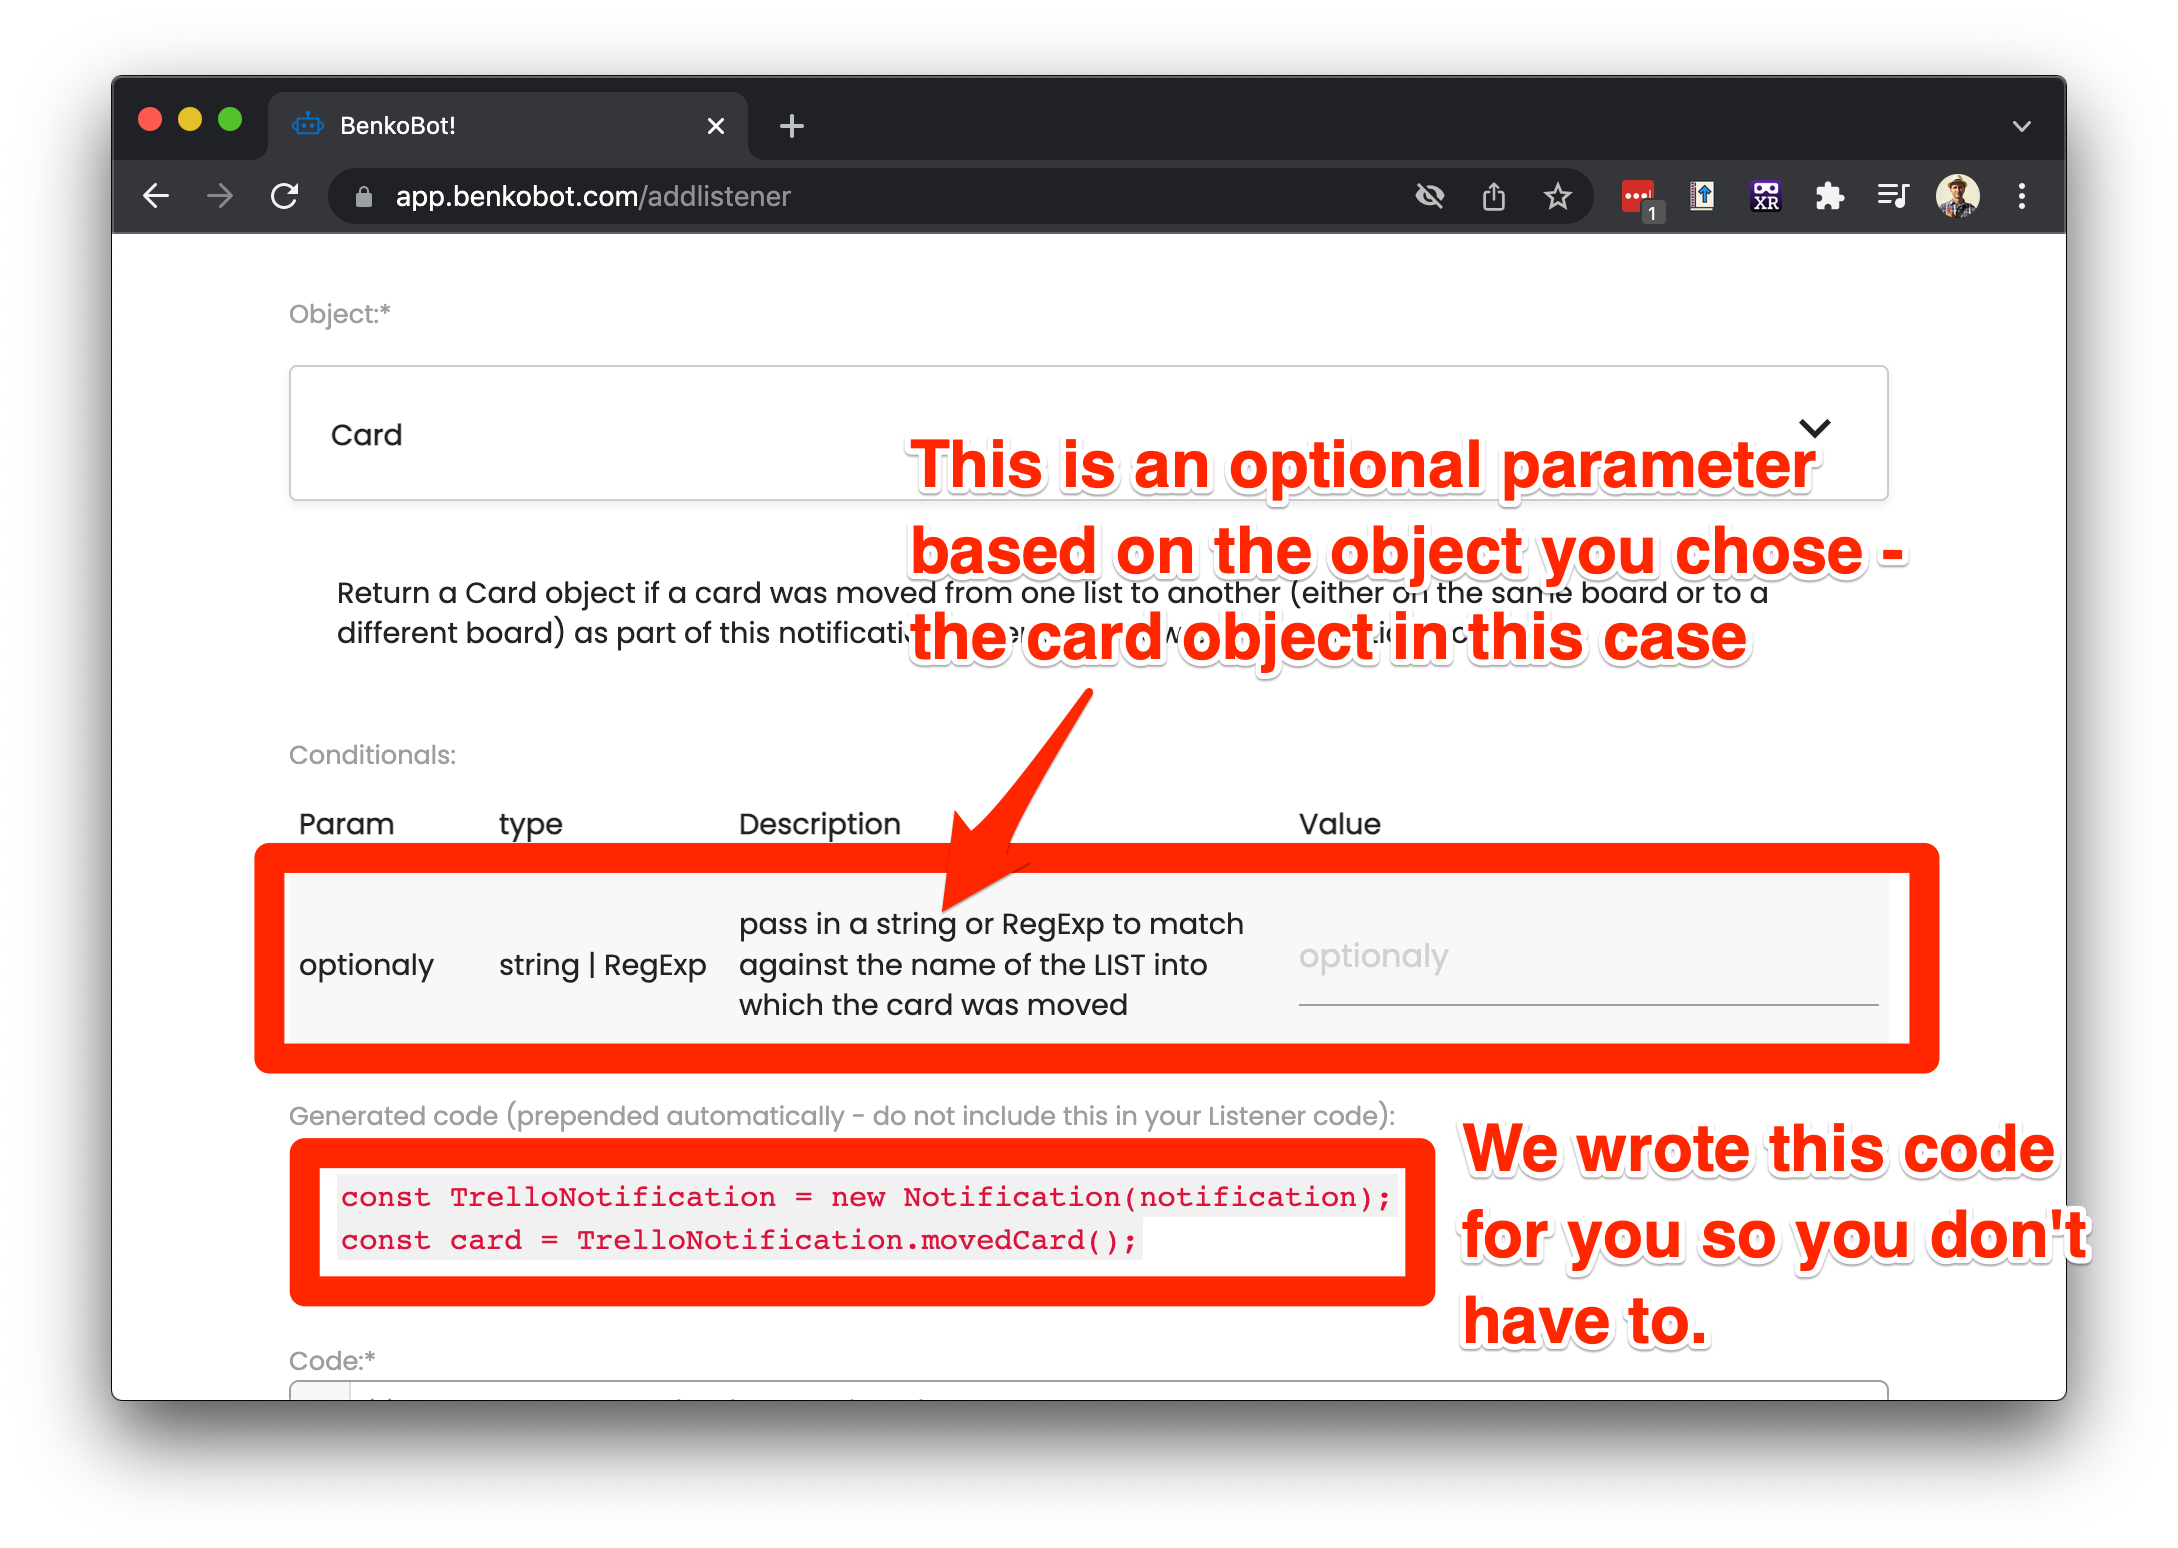 BenkoBot!
app.benkobot.com/addlistener
1
XR
Object:*
Card
This is an optional parameter
based on the object you chose -
the card object in this case
Return a Card object if a card was moved from one list to another (either on the same board or to a
different board) as part of this
Conditionals:
Param type Description Value
optionaly string | RegExp pass in a string or RegExp to match
against the name of the LIST into
which the card was moved
optionaly
Generated code (prepended automatically - do not include this in your Listener code):
const TrelloNotification = new Notification(notification);
const card = TrelloNotification.movedCard();
We wrote this code
for you so you don't
have to.
Code:*